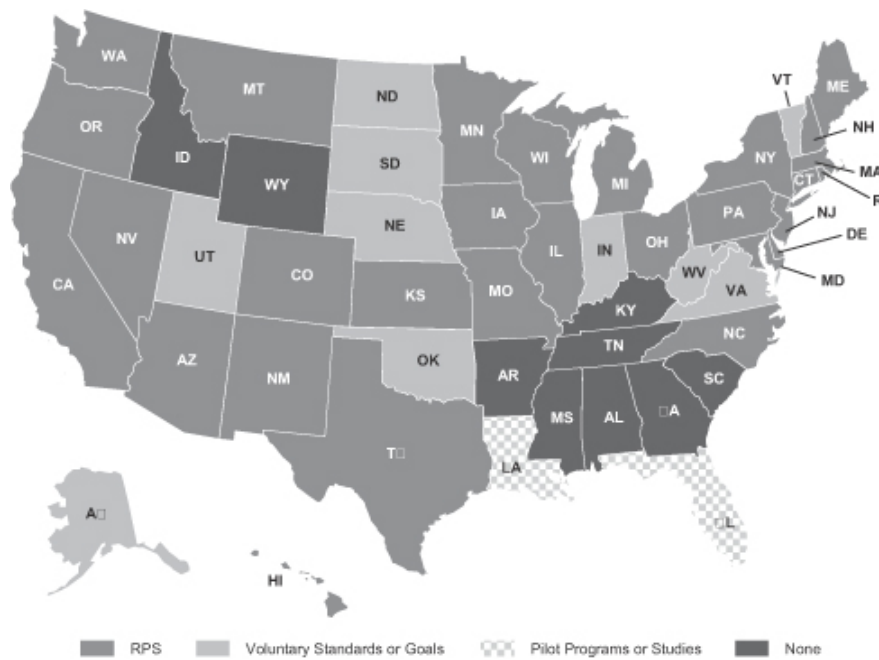 WA
MT
ND
MN
VT
ME
OR
ID
SD
WI
NY
NH
WY
MI
MA
IA
CT
R
NE
PA
NJ
NV
UT
IL
IN
OH
DE
CA
CO
WV
MD
KS
MO
VA
KY
AZ
NM
OK
TN
NC
AR
SC
MS
AL
□A
T□
LA
A□
□L
HI
RPS
Voluntary Standards or Goals
Pilot Programs or Studies
None